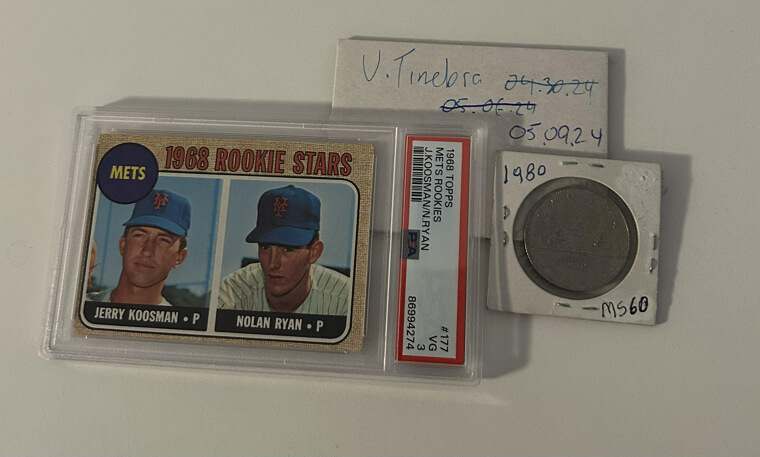 V. Tinebra 04.30.24
05.06.24
05.09.24
METS
1968 ROOKIE STARS
JERRY KOOSMAN • P
NOLAN RYAN • P
1968 TOPPS
METS ROOKIES
J.KOOSMAN/N.RYAN
PSA
#177
VG
3
86994274
1980
MS60